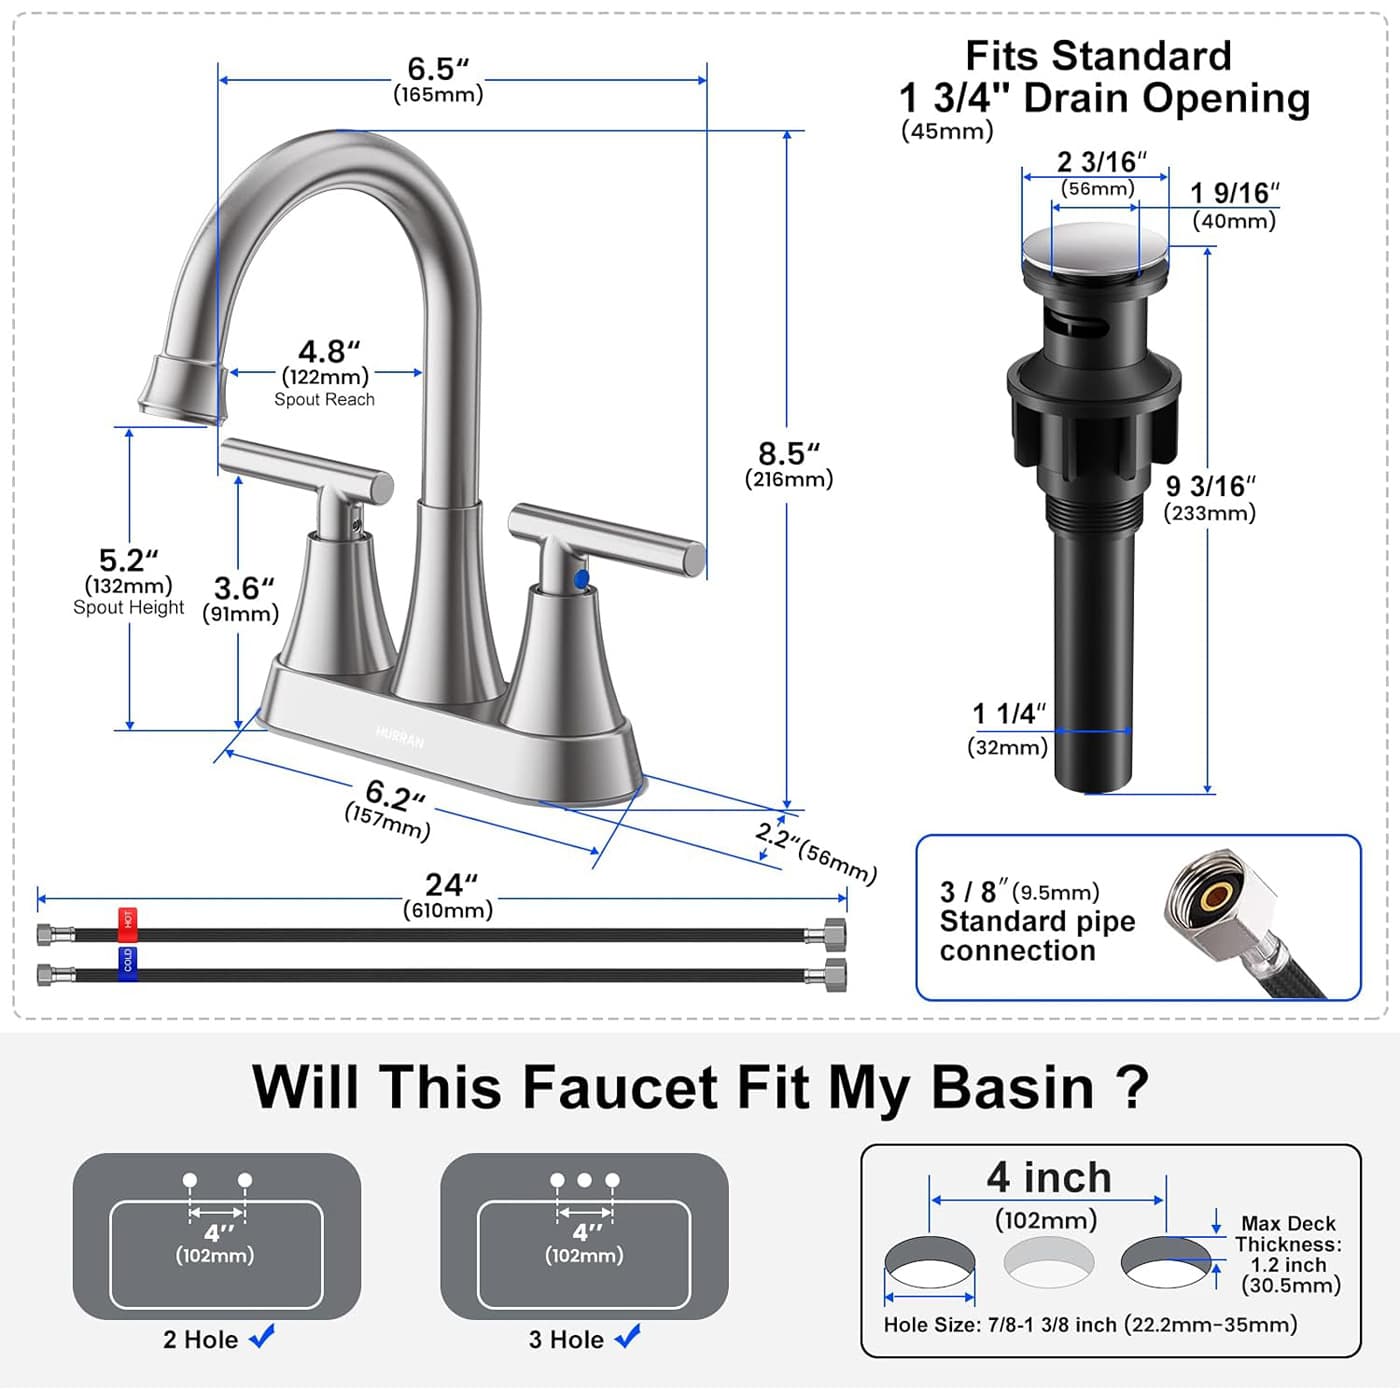 6.5“
(165mm)
Fits Standard
1 3/4" Drain Opening
(45mm)
2 3/16“
(56mm)
1 9/16“
(40mm)
4.8“
(122mm)
Spout Reach
8.5“
(216mm)
9 3/16“
(233mm)
5.2“
(132mm)
Spout Height
3.6“
(91mm)
HURRAN
1 1/4“
(32mm)
6.2“
(157mm)
2.2“(56mm)
24“
(610mm)
HOT
COLD
3 / 8″ (9.5mm)
Standard pipe
connection
Will This Faucet Fit My Basin ?
4″
(102mm)
2 Hole
4″
(102mm)
3 Hole
4 inch
(102mm)
Max Deck
Thickness:
1.2 inch
(30.5mm)
Hole Size: 7/8-1 3/8 inch (22.2mm-35mm)